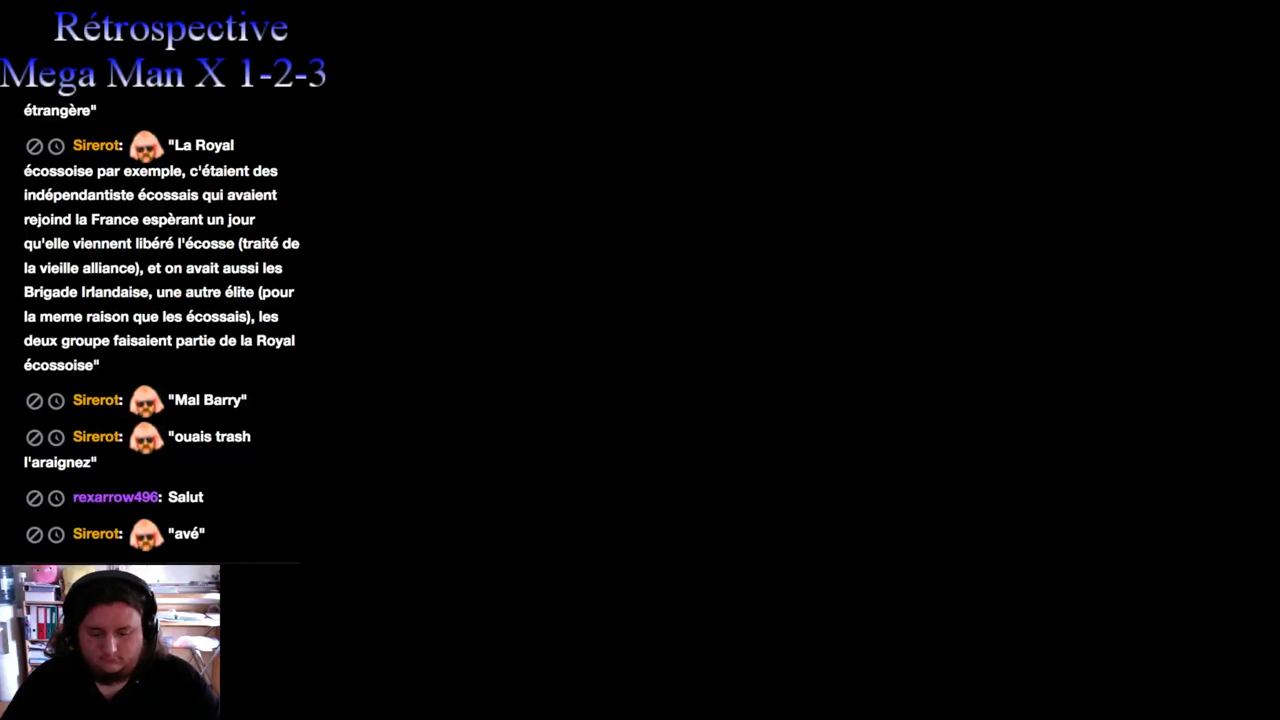 Rétrospective
Mega Man X 1-2-3
étrangère"
Sirerot: "La Royal
écossoise par exemple, c'étaient des
indépendantiste écossais qui avaient
rejoind la France espèrant un jour
qu'elle viennent libéré l'écosse (traité de
la vieille alliance), et on avait aussi les
Brigade Irlandaise, une autre élite (pour
la meme raison que les écossais), les
deux groupe faisaient partie de la Royal
écossoise"
Sirerot: "Mal Barry"
Sirerot: "ouais trash
l'araignez"
rexarrow496: Salut
Sirerot: "avé"